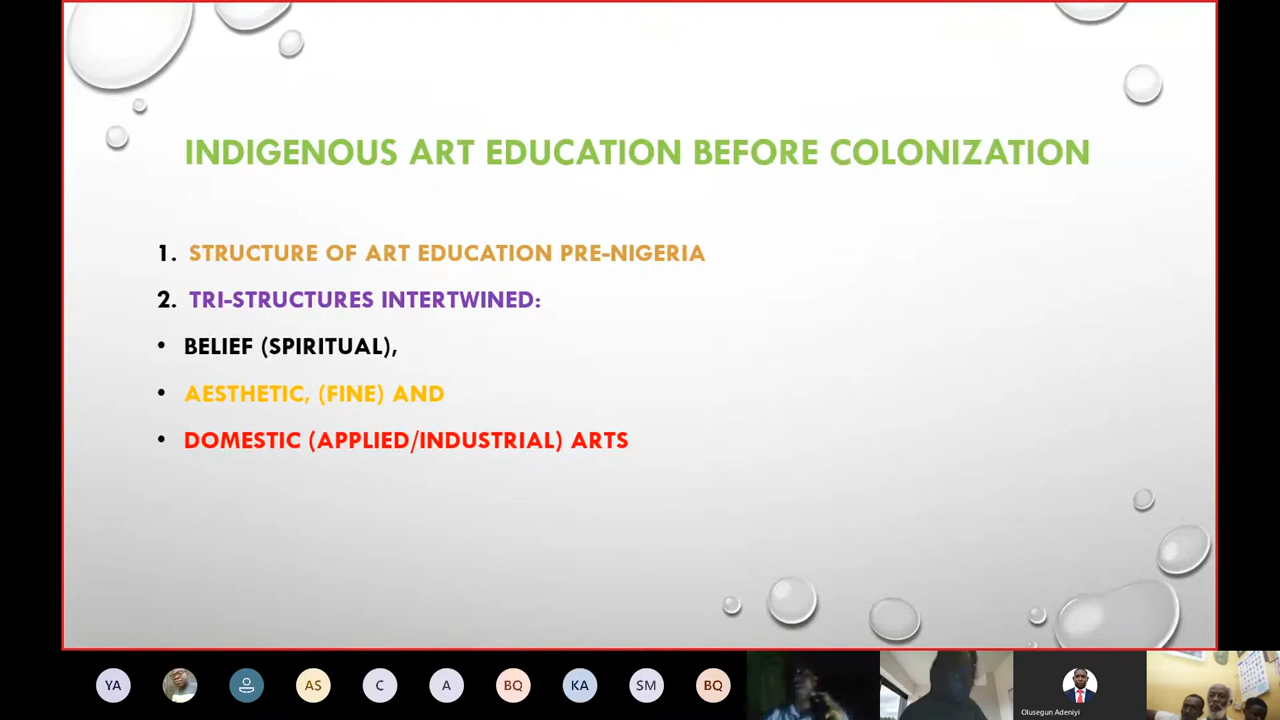 INDIGENOUS ART EDUCATION BEFORE COLONIZATION
1. STRUCTURE OF ART EDUCATION PRE-NIGERIA
2. TRI-STRUCTURES INTERTWINED:
• BELIEF (SPIRITUAL),
• AESTHETIC, (FINE) AND
• DOMESTIC (APPLIED/INDUSTRIAL) ARTS
YA AS C A BQ KA SM BQ
Olusegun Adeniyi